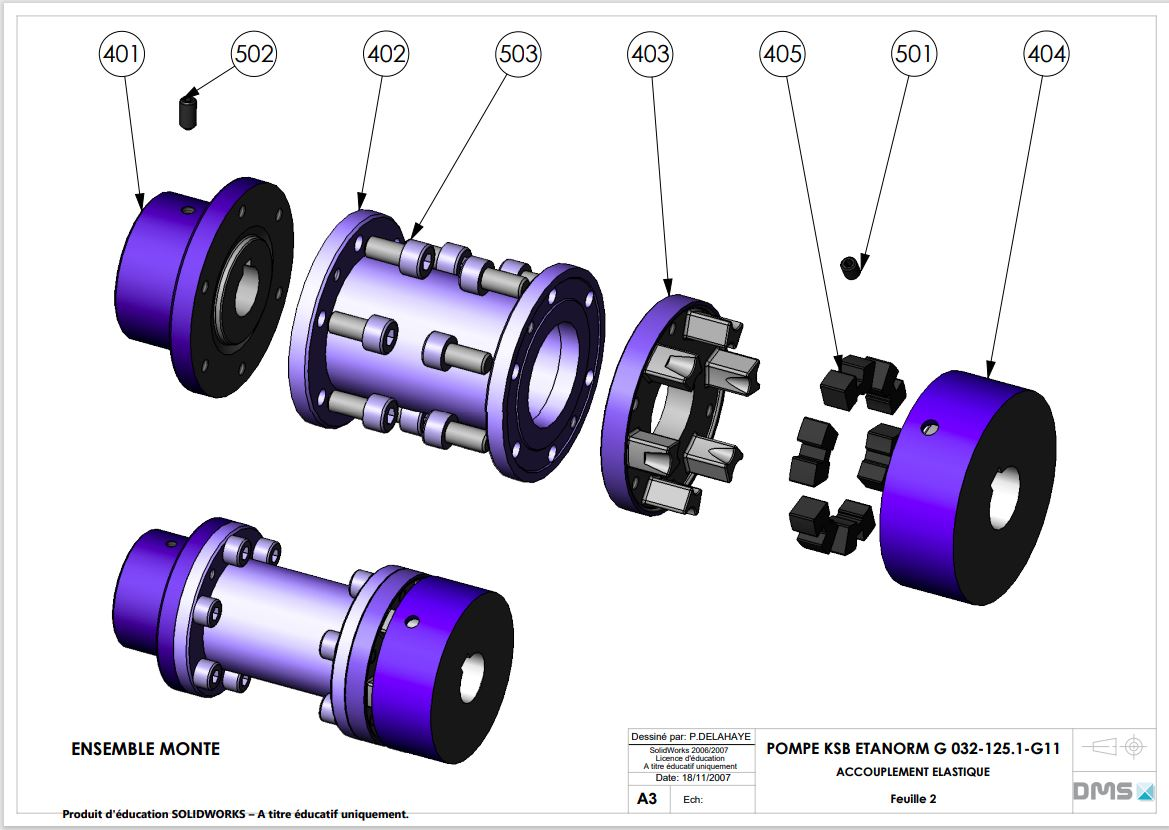 401
502
402
503
403
405
501
404
ENSEMBLE MONTE
Dessiné par: P.DELAHAYE
SolidWorks 2006/2007
Licence d'éducation
A titre éducatif uniquement
Date: 18/11/2007
A3
Ech:
POMPE KSB ETANORM G 032-125.1-G11
ACCOUPLEMENT ELASTIQUE
Feuille 2
DMS
Produit d'éducation SOLIDWORKS – A titre éducatif uniquement.